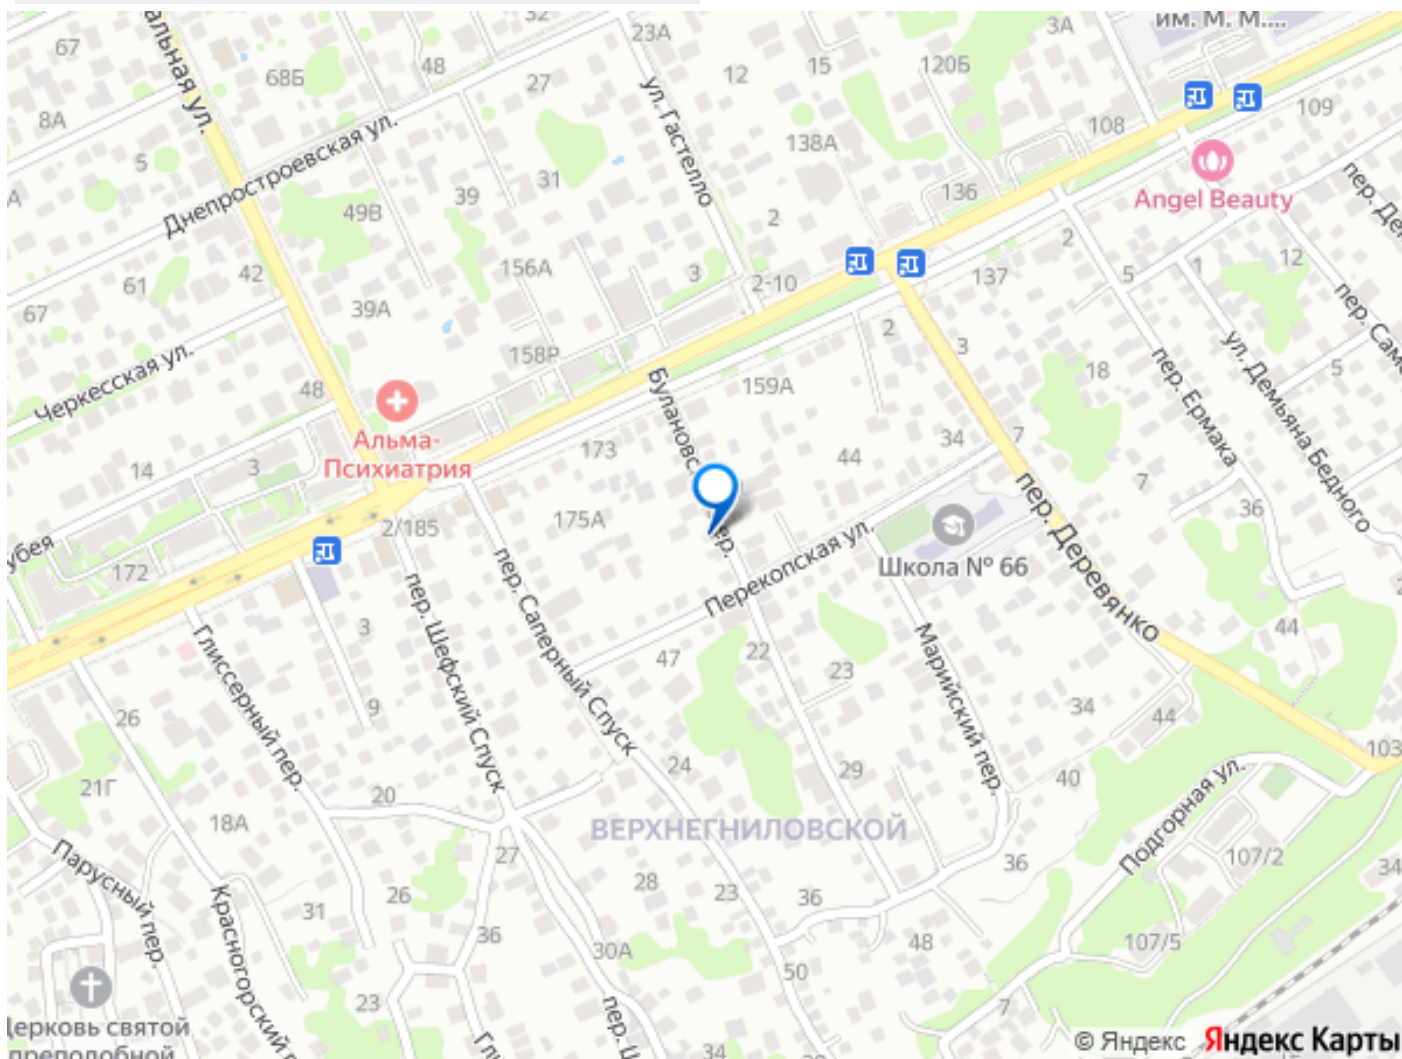 67
альная ул.
32
23А
3А
им. М. М....
68Б
48
27
12
15
120Б
109
8А
5
Днепростроевская ул.
ул. Гастелло
138А
108
Angel Beauty
пер. Де
31
39
49В
2
136
2
5
1
12
61
42
156А
3
2-10
137
67
39А
158Р
2
3
пер. Само
ул. Демьяна Бедного
Черкесская ул.
48
159А
18
пер. Ермака
5
Альма-
Психиатрия
Булановс
пер.
173
44
34
7
14
3
7
36
175А
2/185
убея
172
Школа № 66
пер. Деревянко
Перекопская ул.
пер. Саперный Спуск
пер. Шефский Спуск
Глиссерный пер.
3
9
47
22
23
Марийский пер.
44
34
44
103
26
21Г
18А
20
24
29
40
Подгорная ул.
ВЕРХНЕГНИЛОВСКОЙ
27
28
23
36
36
107/2
34
Парусный пер.
Красногорский п
31
26
36
30А
48
107/5
50
23
7
пер. Ш
Гли
34
Церковь святой
преподобной
© Яндекс Яндекс Карты